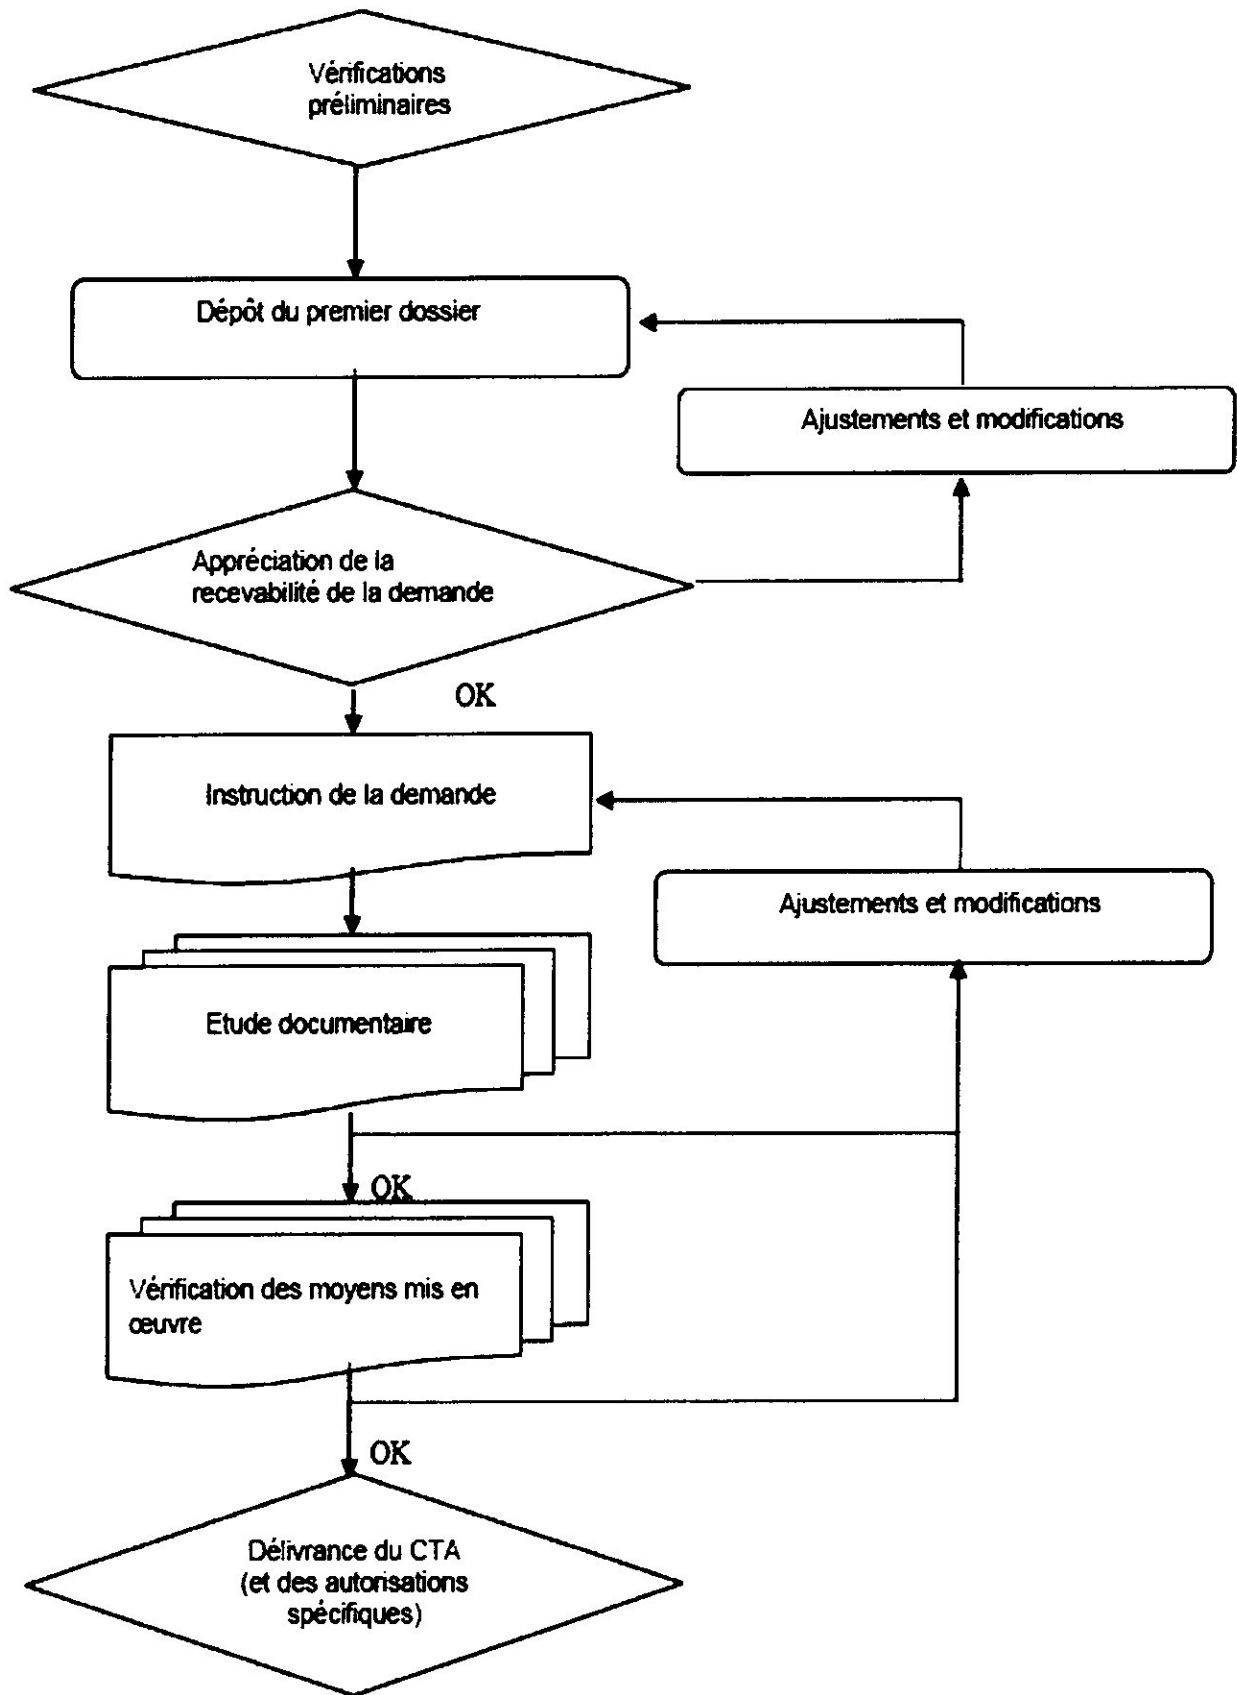 Vérifications
préliminaires
Dépôt du premier dossier
Ajustements et modifications
Appréciation de la
recevabilité de la demande
OK
Instruction de la demande
Ajustements et modifications
Etude documentaire
OK
Vérification des moyens mis en
œuvre
OK
Délivrance du CTA
(et des autorisations
spécifiques)